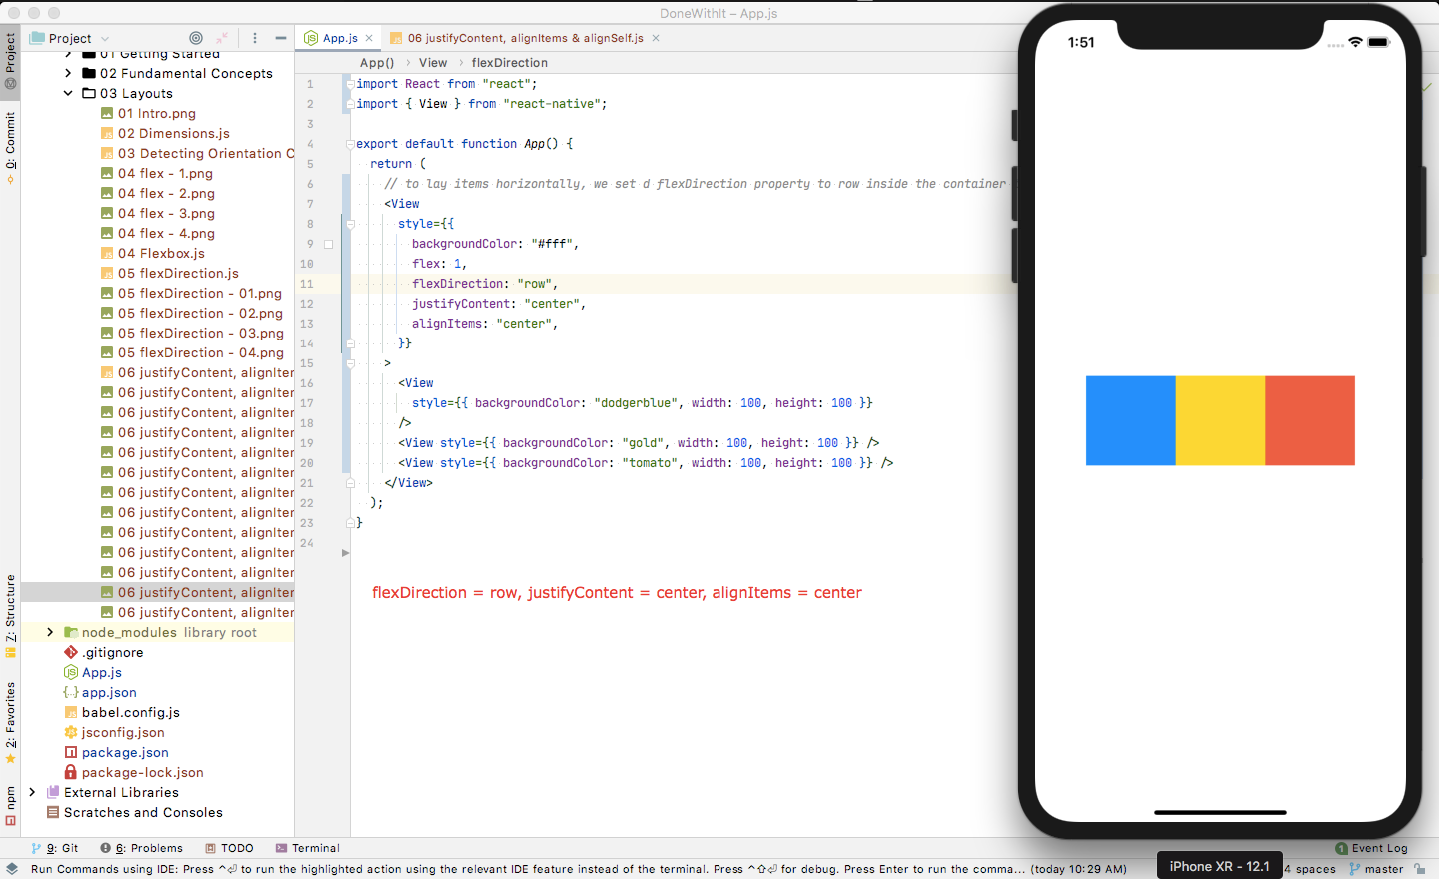 DoneWithIt – App.js
Project
App.js
06 justifyContent, alignItems & alignSelf.js
App() › View › flexDirection
Project
0: Commit
7: Structure
2: Favorites
npm
01 Getting Started
02 Fundamental Concepts
03 Layouts
01 Intro.png
02 Dimensions.js
03 Detecting Orientation C
04 flex - 1.png
04 flex - 2.png
04 flex - 3.png
04 flex - 4.png
04 Flexbox.js
05 flexDirection.js
05 flexDirection - 01.png
05 flexDirection - 02.png
05 flexDirection - 03.png
05 flexDirection - 04.png
06 justifyContent, alignIter
06 justifyContent, alignIter
06 justifyContent, alignIter
06 justifyContent, alignIter
06 justifyContent, alignIter
06 justifyContent, alignIter
06 justifyContent, alignIter
06 justifyContent, alignIter
06 justifyContent, alignIter
06 justifyContent, alignIter
06 justifyContent, alignIter
06 justifyContent, alignIter
06 justifyContent, alignIter
node_modules library root
.gitignore
App.js
app.json
babel.config.js
jsconfig.json
package.json
package-lock.json
External Libraries
Scratches and Consoles
1 import React from "react";
2 import { View } from "react-native";
3
4 export default function App() {
5 return (
6 // to lay items horizontally, we set d flexDirection property to row inside the container
7 <View
8 style={{
9 backgroundColor: "#fff",
10 flex: 1,
11 flexDirection: "row",
12 justifyContent: "center",
13 alignItems: "center",
14 }}
15 >
16 <View
17 style={{ backgroundColor: "dodgerblue", width: 100, height: 100 }}
18 />
19 <View style={{ backgroundColor: "gold", width: 100, height: 100 }} />
20 <View style={{ backgroundColor: "tomato", width: 100, height: 100 }} />
21 </View>
22 );
23 }
24
flexDirection = row, justifyContent = center, alignItems = center
1:51
iPhone XR - 12.1
9: Git
6: Problems
TODO
Terminal
1 Event Log
Run Commands using IDE: Press ^⏎ to run the highlighted action using the relevant IDE feature instead of the terminal. Press ^⇧⏎ for debug. Press Enter to run the comma... (today 10:29 AM)
4 spaces
master